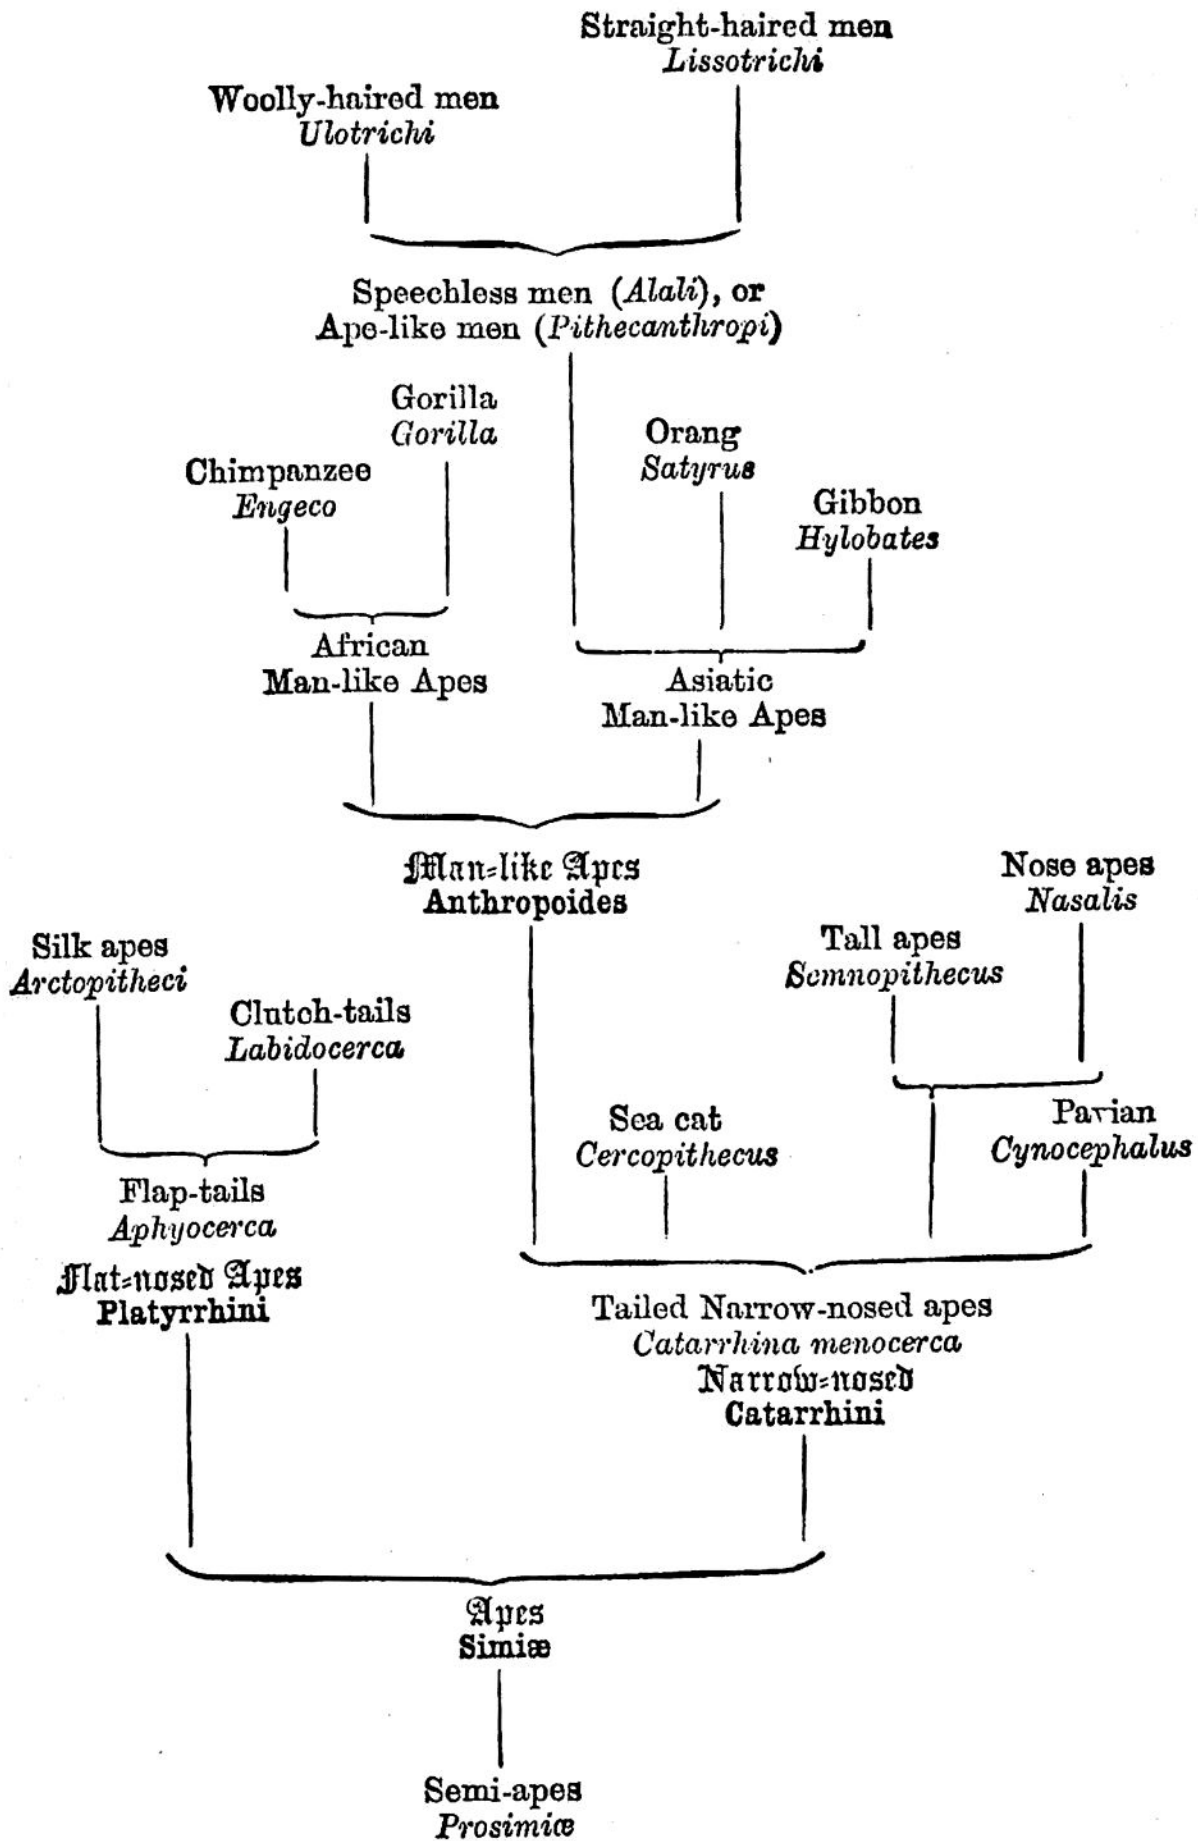 Straight-haired men
Lissotrichi
Woolly-haired men
Ulotrichi
Speechless men (Alali), or
Ape-like men (Pithecanthropi)
Gorilla
Gorilla
Orang
Satyrus
Chimpanzee
Engeco
Gibbon
Hylobates
African
Man-like Apes
Asiatic
Man-like Apes
Man-like Apes
Anthropoides
Nose apes
Nasalis
Silk apes
Arctopitheci
Tall apes
Semnopithecus
Clutch-tails
Labidocerca
Sea cat
Cercopithecus
Pavian
Cynocephalus
Flap-tails
Aphyocerca
Flat-nosed Apes
Platyrrhini
Tailed Narrow-nosed apes
Catarrhina menocerca
Narrow-nosed
Catarrhini
Apes
Simiæ
Semi-apes
Prosimiæ